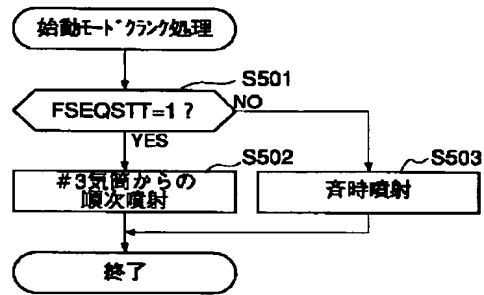 始動モードクランク処理
S501
FSEQSTT=1?
NO
YES
S502
#3気筒からの
順次噴射
S503
斉時噴射
終了